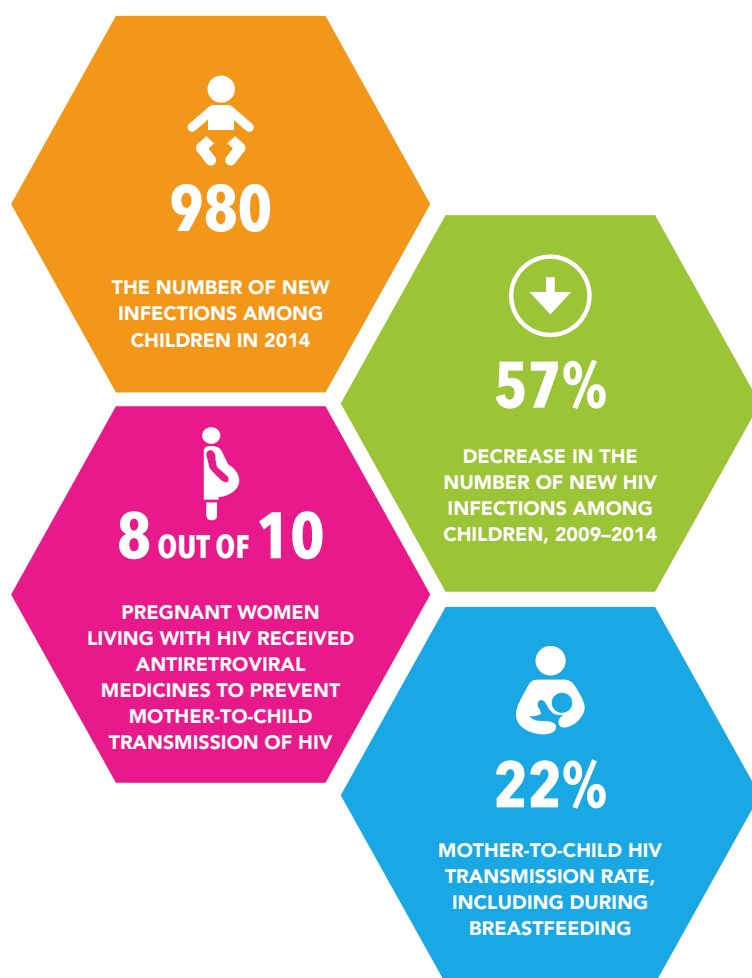 980
THE NUMBER OF NEW
INFECTIONS AMONG
CHILDREN IN 2014
57%
DECREASE IN THE
NUMBER OF NEW HIV
INFECTIONS AMONG
CHILDREN, 2009–2014
8 OUT OF 10
PREGNANT WOMEN
LIVING WITH HIV RECEIVED
ANTIRETROVIRAL
MEDICINES TO PREVENT
MOTHER-TO-CHILD
TRANSMISSION OF HIV
22%
MOTHER-TO-CHILD HIV
TRANSMISSION RATE,
INCLUDING DURING
BREASTFEEDING